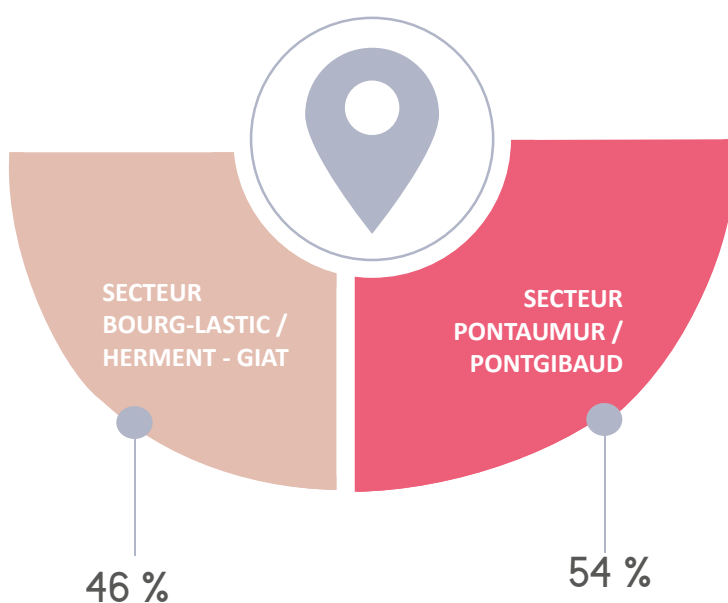 SECTEUR
BOURG-LASTIC /
HERMENT - GIAT
SECTEUR
PONTAUMUR /
PONTGIBAUD
46 %
54 %